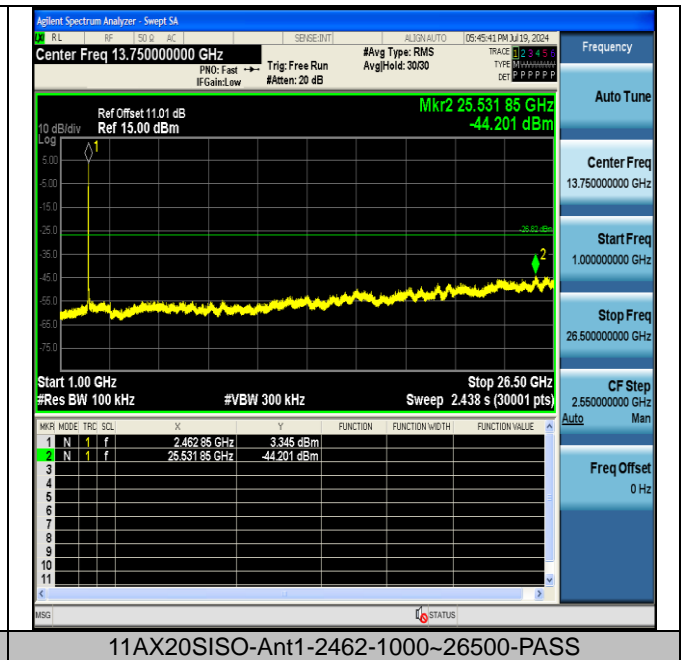 Agilent Spectrum Analyzer - Swept SA
RL RF 50 Ω AC SENSE:INT ALIGN AUTO 05:45:41 PM Jul 19, 2024
Center Freq 13.750000000 GHz
PNO: Fast
IFGain:Low
Trig: Free Run
#Atten: 20 dB
#Avg Type: RMS
Avg|Hold: 30/30
TRACE 1 2 3 4 5 6
TYPE
DET P P P P P P
Mkr2 25.531 85 GHz
-44.201 dBm
Ref Offset 11.01 dB
10 dB/div Ref 15.00 dBm
Log
1
5.00
-5.00
-15.0
-25.0
-26.82 dBm
-35.0
2
-45.0
-55.0
-65.0
-75.0
Start 1.00 GHz Stop 26.50 GHz
#Res BW 100 kHz #VBW 300 kHz Sweep 2.438 s (30001 pts)
MKR MODE TRC SCL X Y FUNCTION FUNCTION WIDTH FUNCTION VALUE
1 N 1 f 2.462 85 GHz 3.345 dBm
2 N 1 f 25.531 85 GHz -44.201 dBm
3
4
5
6
7
8
9
10
11
MSG STATUS
Frequency
Auto Tune
Center Freq
13.750000000 GHz
Start Freq
1.000000000 GHz
Stop Freq
26.500000000 GHz
CF Step
2.550000000 GHz
Auto Man
Freq Offset
0 Hz
11AX20SISO-Ant1-2462-1000~26500-PASS